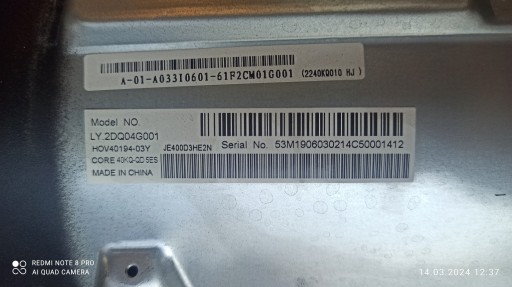 A-01-A03310601-61F2CM01G001 (2240K9010 HJ)
Model NO.
LY.2DQ04G001
HOV40194-03Y JE400D3HE2N Serial No. 53M1906030214C50001412
CORE 40KQ-QD5ES
MADE IN CHINA
REDMI NOTE 8 PRO
AI QUAD CAMERA
14.03.2024 12:37